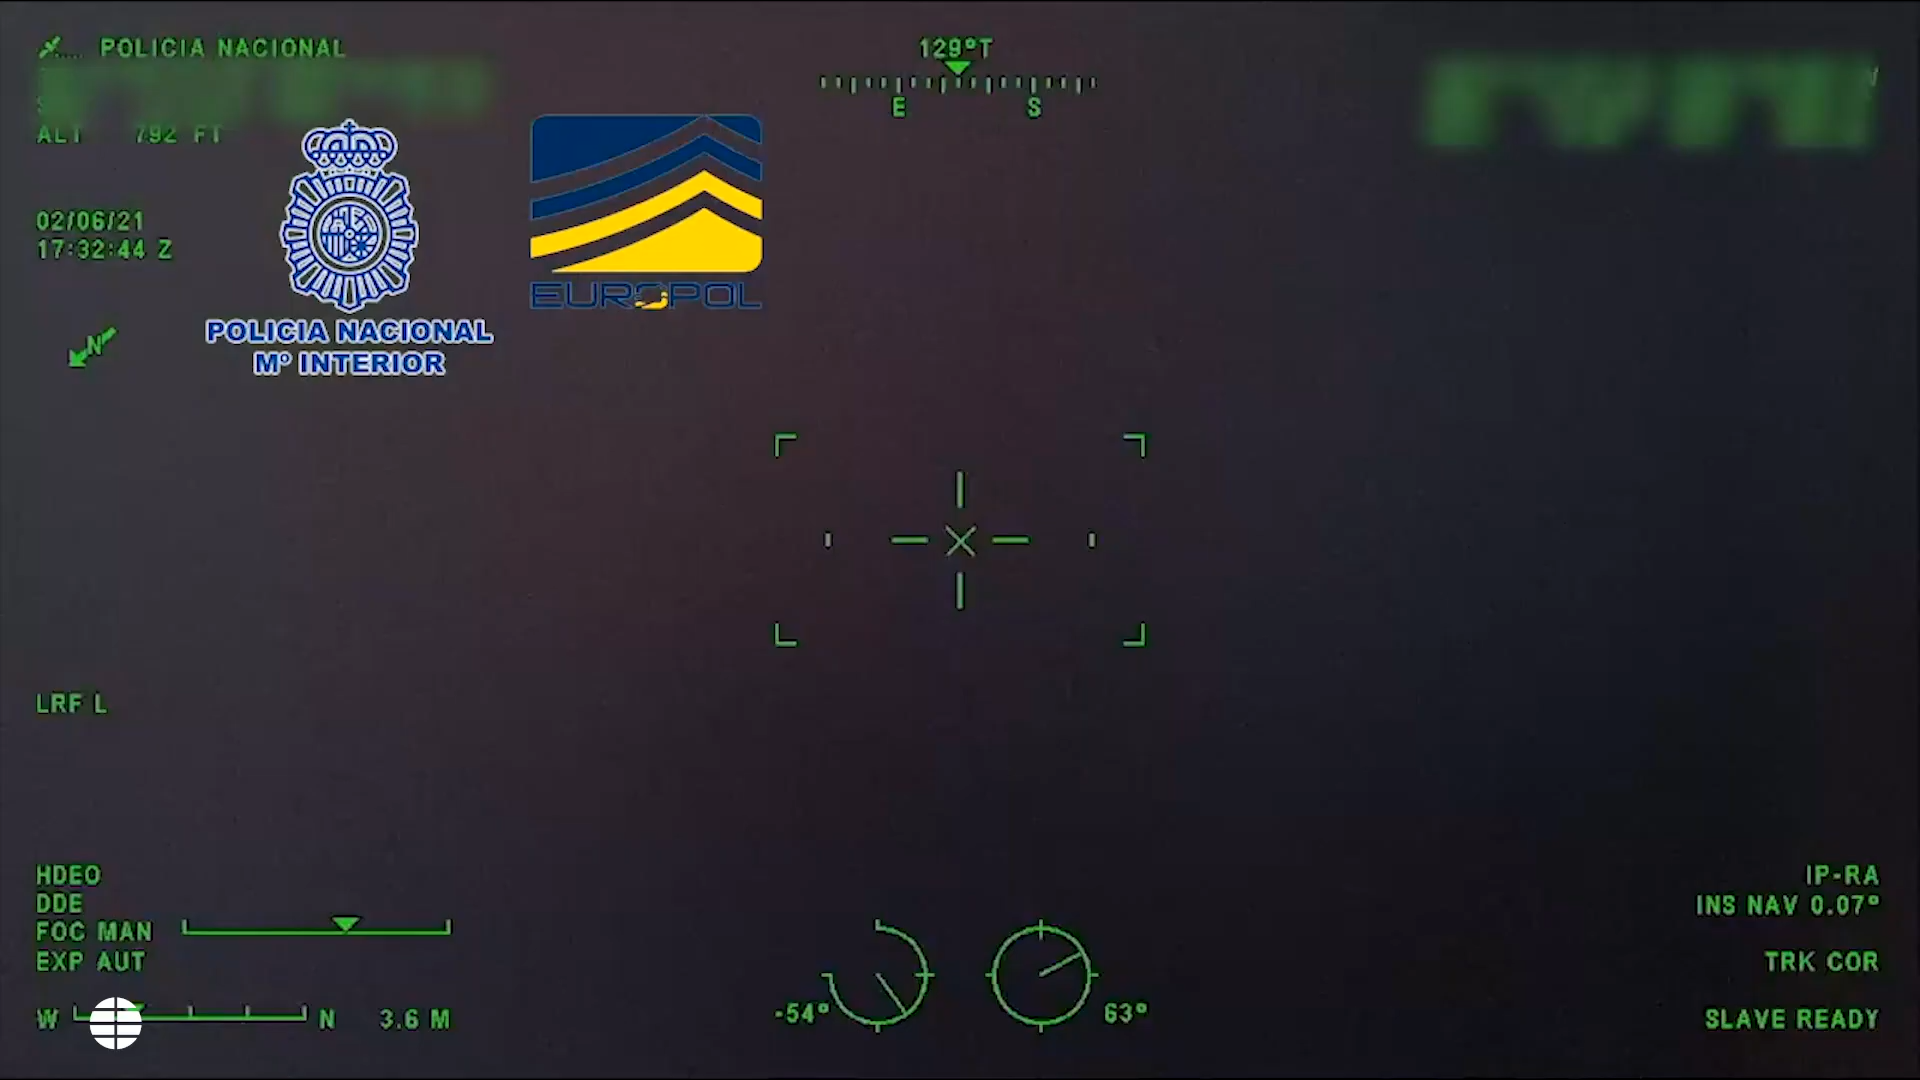 POLICIA NACIONAL
129°T
E S
ALT 792 FT
02/06/21
17:32:44 Z
N
POLICIA NACIONAL
Mº INTERIOR
EUROPOL
LRF L
HDEO
DDE
FOC MAN
EXP AUT
W N 3.6 M
-54°
63°
IP-RA
INS NAV 0.07°
TRK COR
SLAVE READY